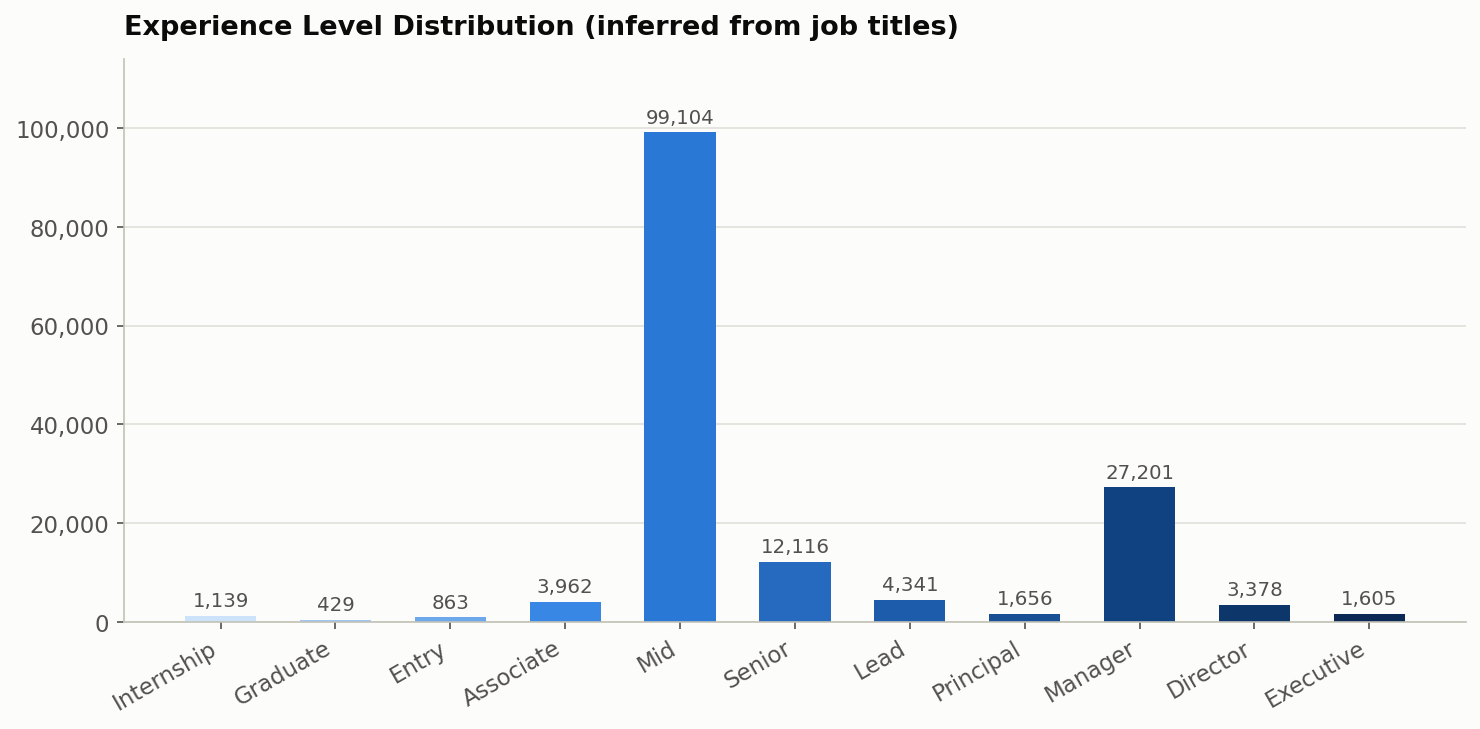 Experience Level Distribution (inferred from job titles)
100,000
80,000
60,000
40,000
20,000
0
1,139
429
863
3,962
99,104
12,116
4,341
1,656
27,201
3,378
1,605
Internship
Graduate
Entry
Associate
Mid
Senior
Lead
Principal
Manager
Director
Executive